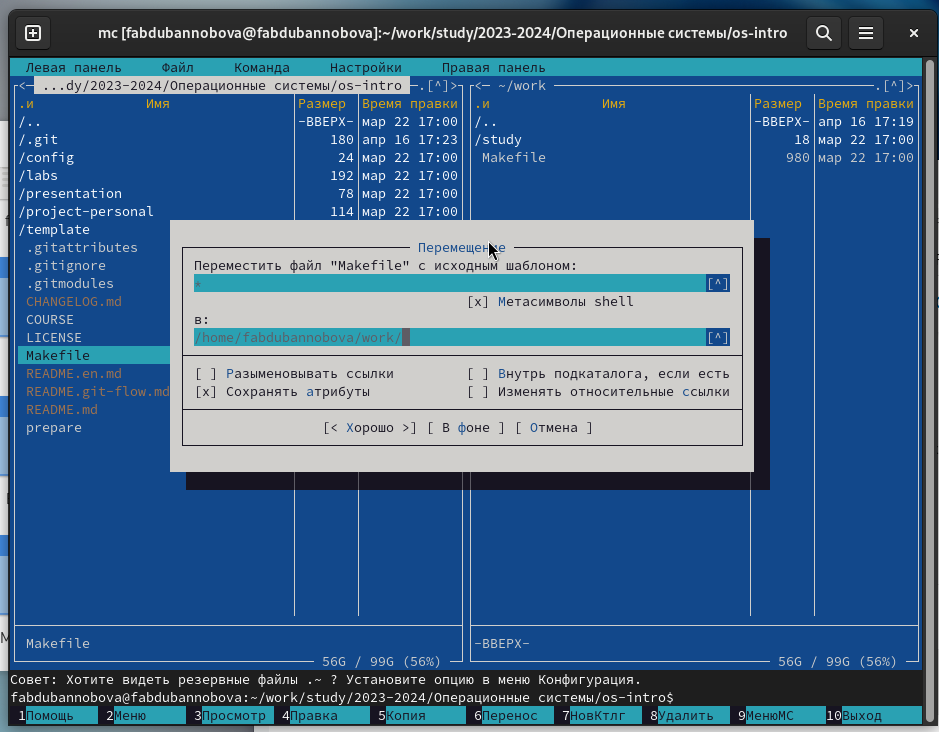 mc [fabdubannobova@fabdubannobova]:~/work/study/2023-2024/Операционные системы/os-intro
Левая панель Файл Команда Настройки Правая панель
<— ...dy/2023-2024/Операционные системы/os-intro —.[^]>
.и Имя Размер Время правки
/.. -ВВЕРХ- мар 22 17:00
/.git 180 апр 16 17:23
/config 24 мар 22 17:00
/labs 192 мар 22 17:00
/presentation 78 мар 22 17:00
/project-personal 114 мар 22 17:00
/template
.gitattributes
.gitignore
.gitmodules
CHANGELOG.md
COURSE
LICENSE
Makefile
README.en.md
README.git-flow.md
README.md
prepare
Makefile
56G / 99G (56%)
<— ~/work .[^]>
.и Имя Размер Время правки
/.. -ВВЕРХ- апр 16 17:19
/study 18 мар 22 17:00
Makefile 980 мар 22 17:00
-ВВЕРХ-
56G / 99G (56%)
Перемещение
Переместить файл "Makefile" с исходным шаблоном:
* [^]
[x] Метасимволы shell
в:
/home/fabdubannobova/work/ [^]
[ ] Разыменовывать ссылки [ ] Внутрь подкаталога, если есть
[x] Сохранять атрибуты [ ] Изменять относительные ссылки
[< Хорошо >] [ В фоне ] [ Отмена ]
Совет: Хотите видеть резервные файлы .~ ? Установите опцию в меню Конфигурация.
fabdubannobova@fabdubannobova:~/work/study/2023-2024/Операционные системы/os-intro$
1Помощь 2Меню 3Просмотр 4Правка 5Копия 6Перенос 7НовКтлг 8Удалить 9МенюМС 10Выход